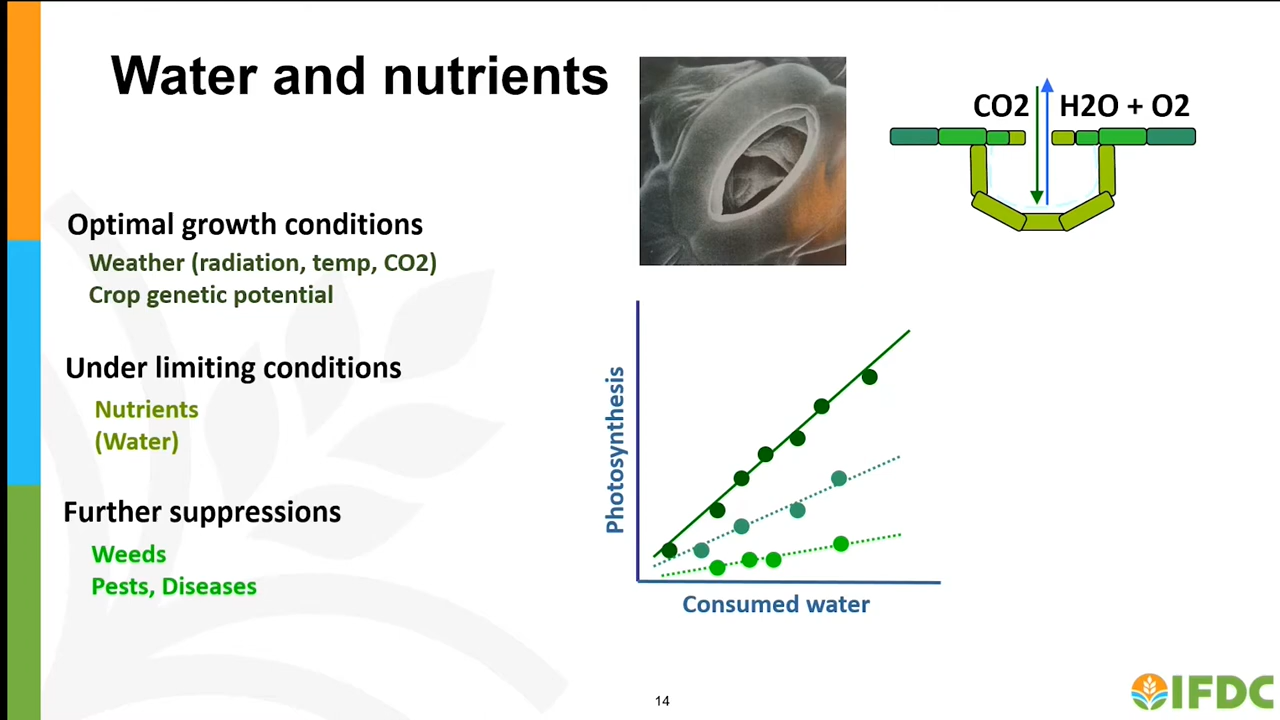 Water and nutrients
CO2
H2O + O2
Optimal growth conditions
Weather (radiation, temp, CO2)
Crop genetic potential
Under limiting conditions
Nutrients
(Water)
Further suppressions
Weeds
Pests, Diseases
Photosynthesis
Consumed water
14
IFDC